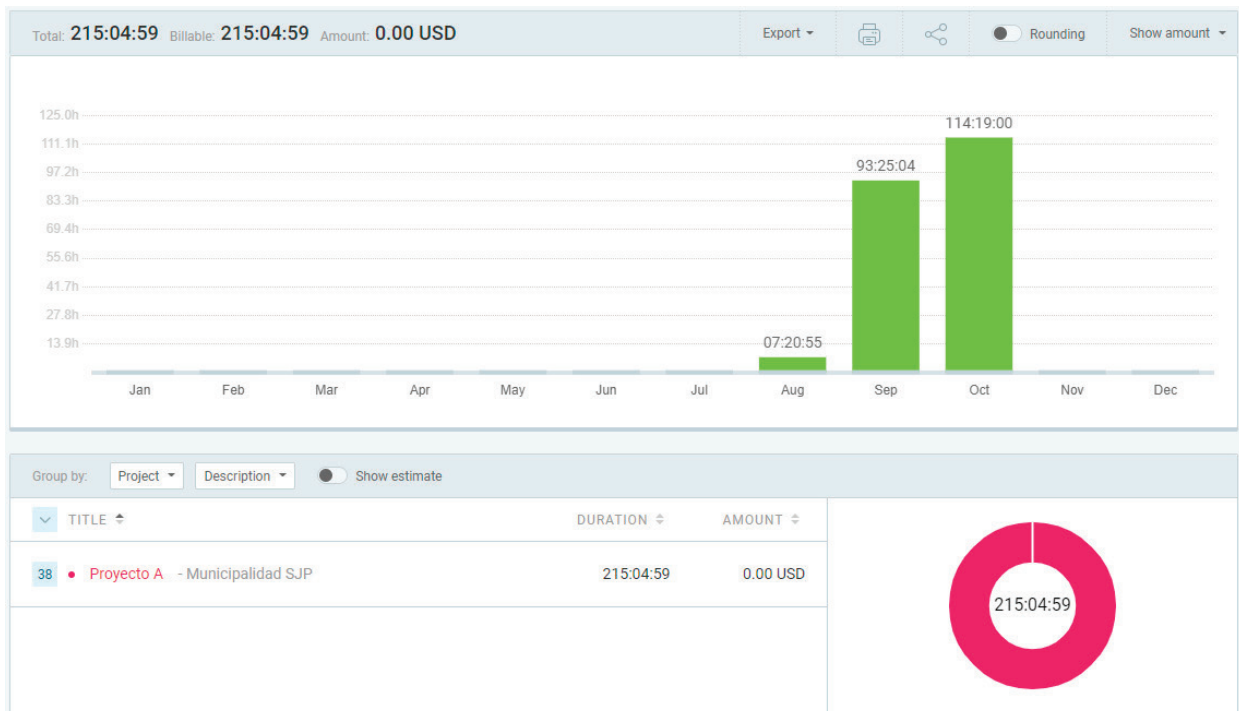 Total: 215:04:59 Billable: 215:04:59 Amount: 0.00 USD Export Rounding Show amount
125.0h
114:19:00
111.1h
93:25:04
97.2h
83.3h
69.4h
55.6h
41.7h
27.8h
07:20:55
13.9h
Jan Feb Mar Apr May Jun Jul Aug Sep Oct Nov Dec
Group by: Project Description Show estimate
TITLE DURATION AMOUNT
38 • Proyecto A - Municipalidad SJP 215:04:59 0.00 USD
215:04:59